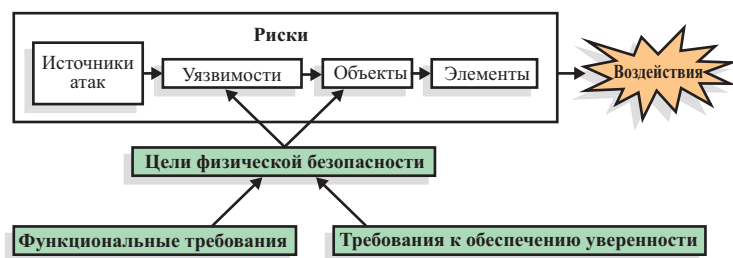 Риски
Источники
атак
Уязвимости
Объекты
Элементы
Воздействия
Цели физической безопасности
Функциональные требования
Требования к обеспечению уверенности